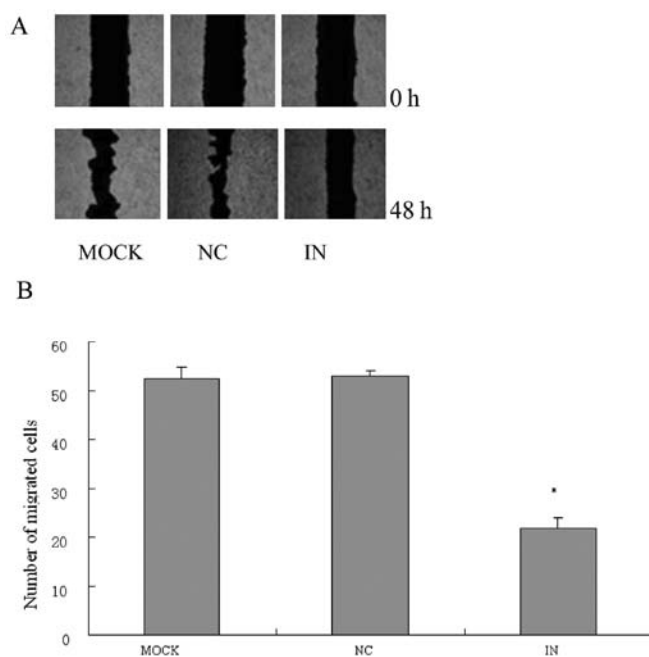 A
0 h
48 h
MOCK NC IN
B
Number of migrated cells
60
50
40
30
20
10
0
*
MOCK NC IN